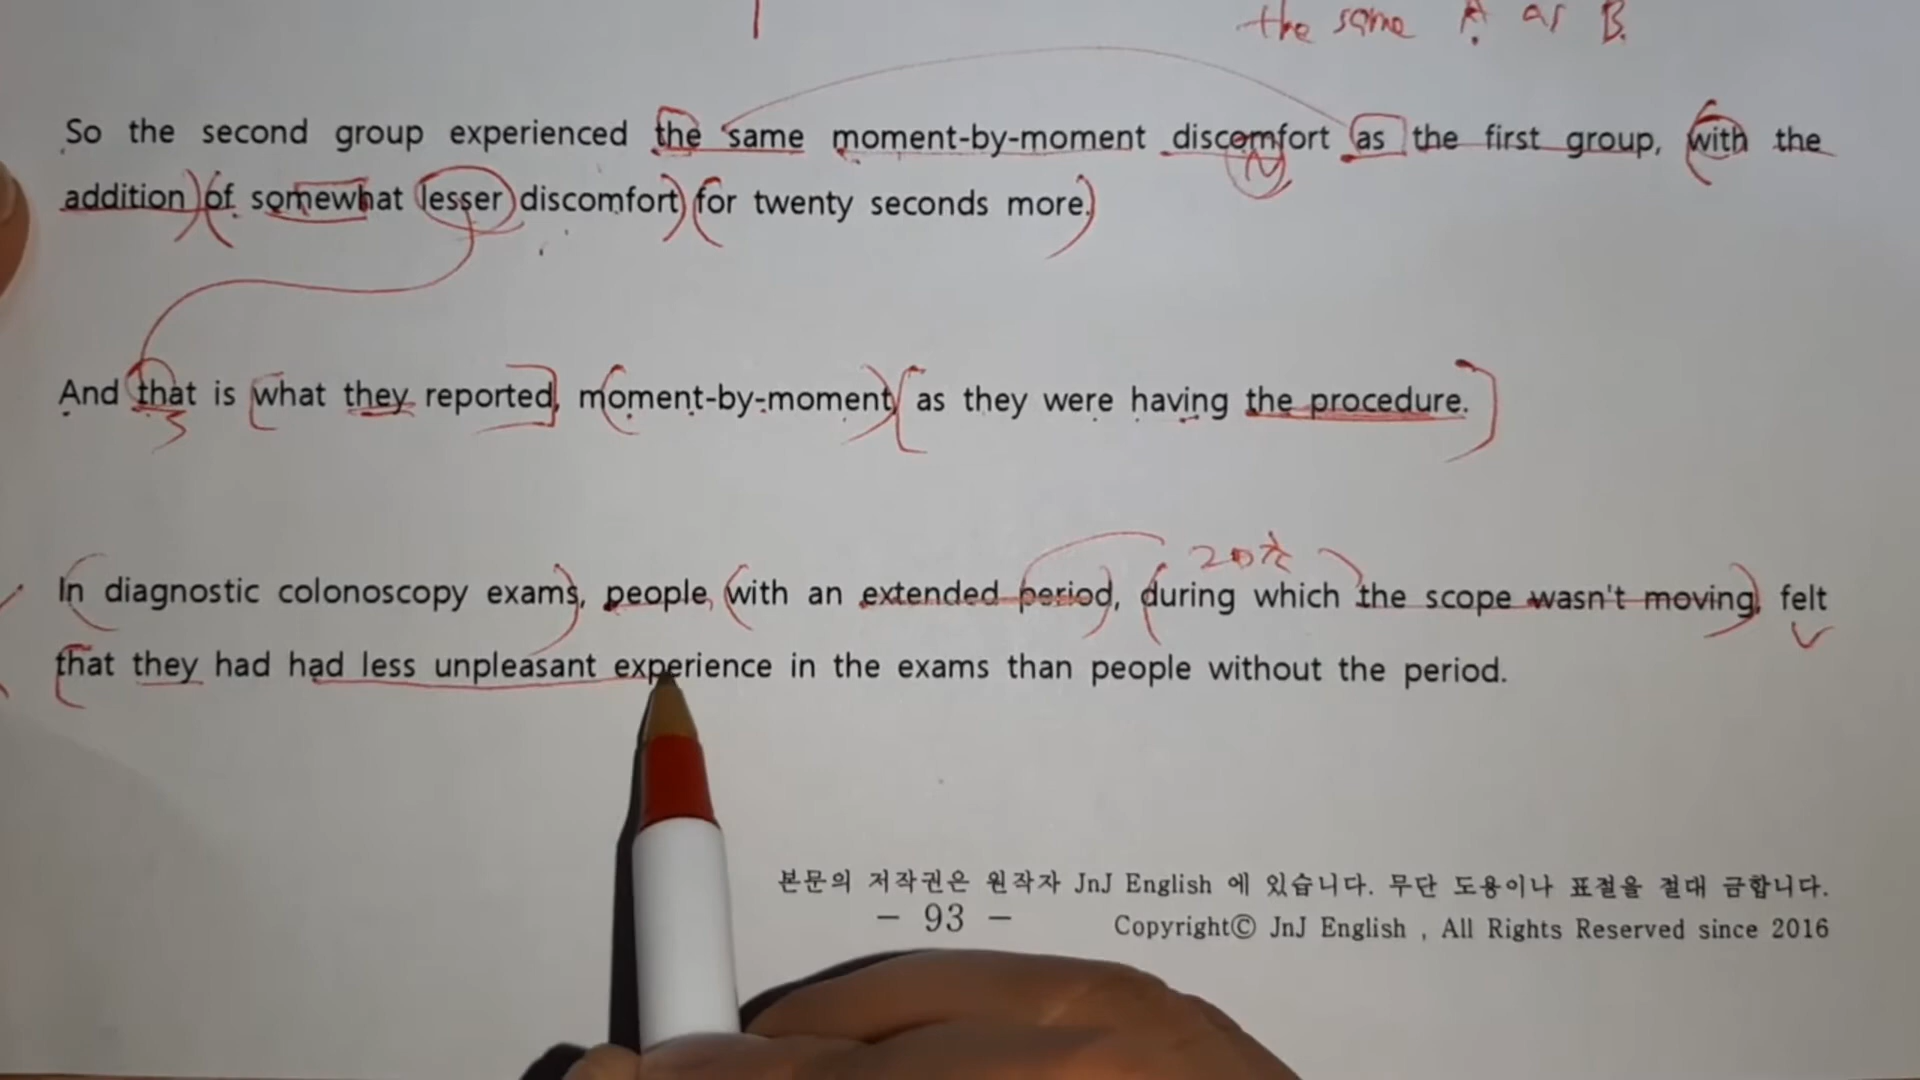 the same A as B.
So the second group experienced the same moment-by-moment discomfort as the first group, with the
N
addition of somewhat lesser discomfort for twenty seconds more.
And that is what they reported, moment-by-moment, as they were having the procedure.
20초
In diagnostic colonoscopy exams, people, with an extended period, during which the scope wasn't moving, felt
V
that they had had less unpleasant experience in the exams than people without the period.
본문의 저작권은 원작자 JnJ English 에 있습니다. 무단 도용이나 표절을 절대 금합니다.
- 93 -
Copyright© JnJ English , All Rights Reserved since 2016